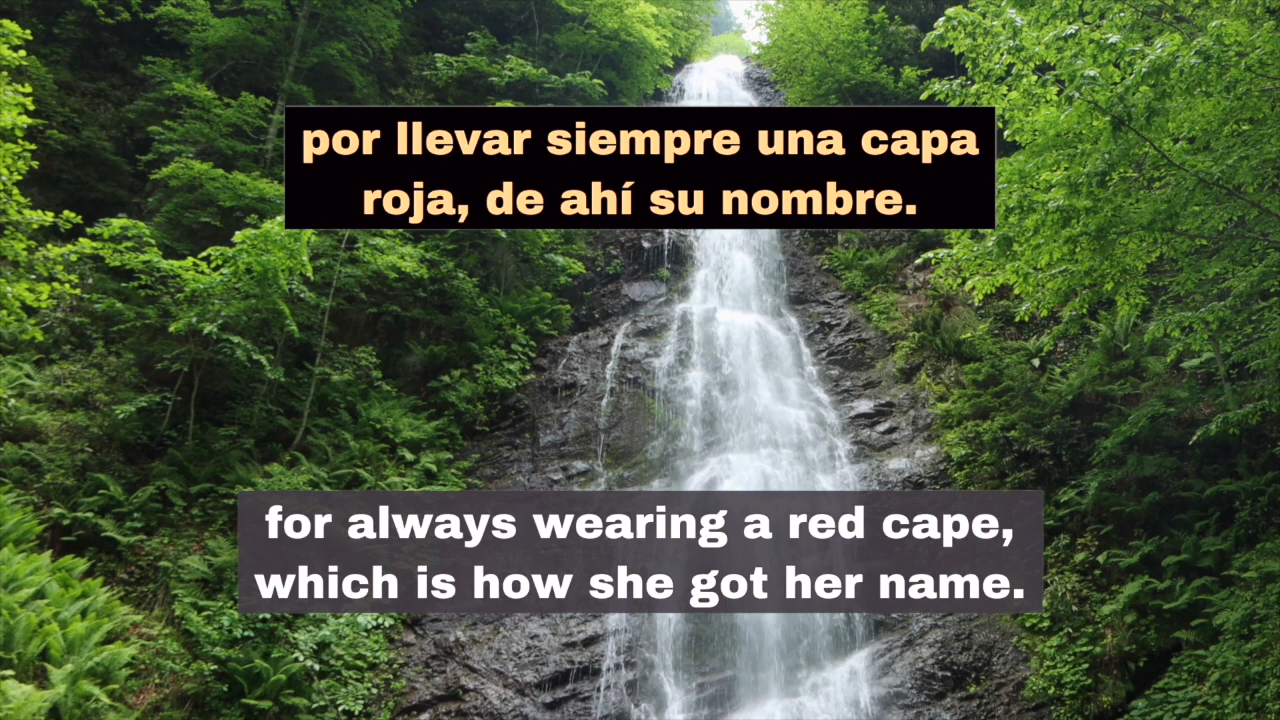 por llevar siempre una capa
roja, de ahí su nombre.
for always wearing a red cape,
which is how she got her name.